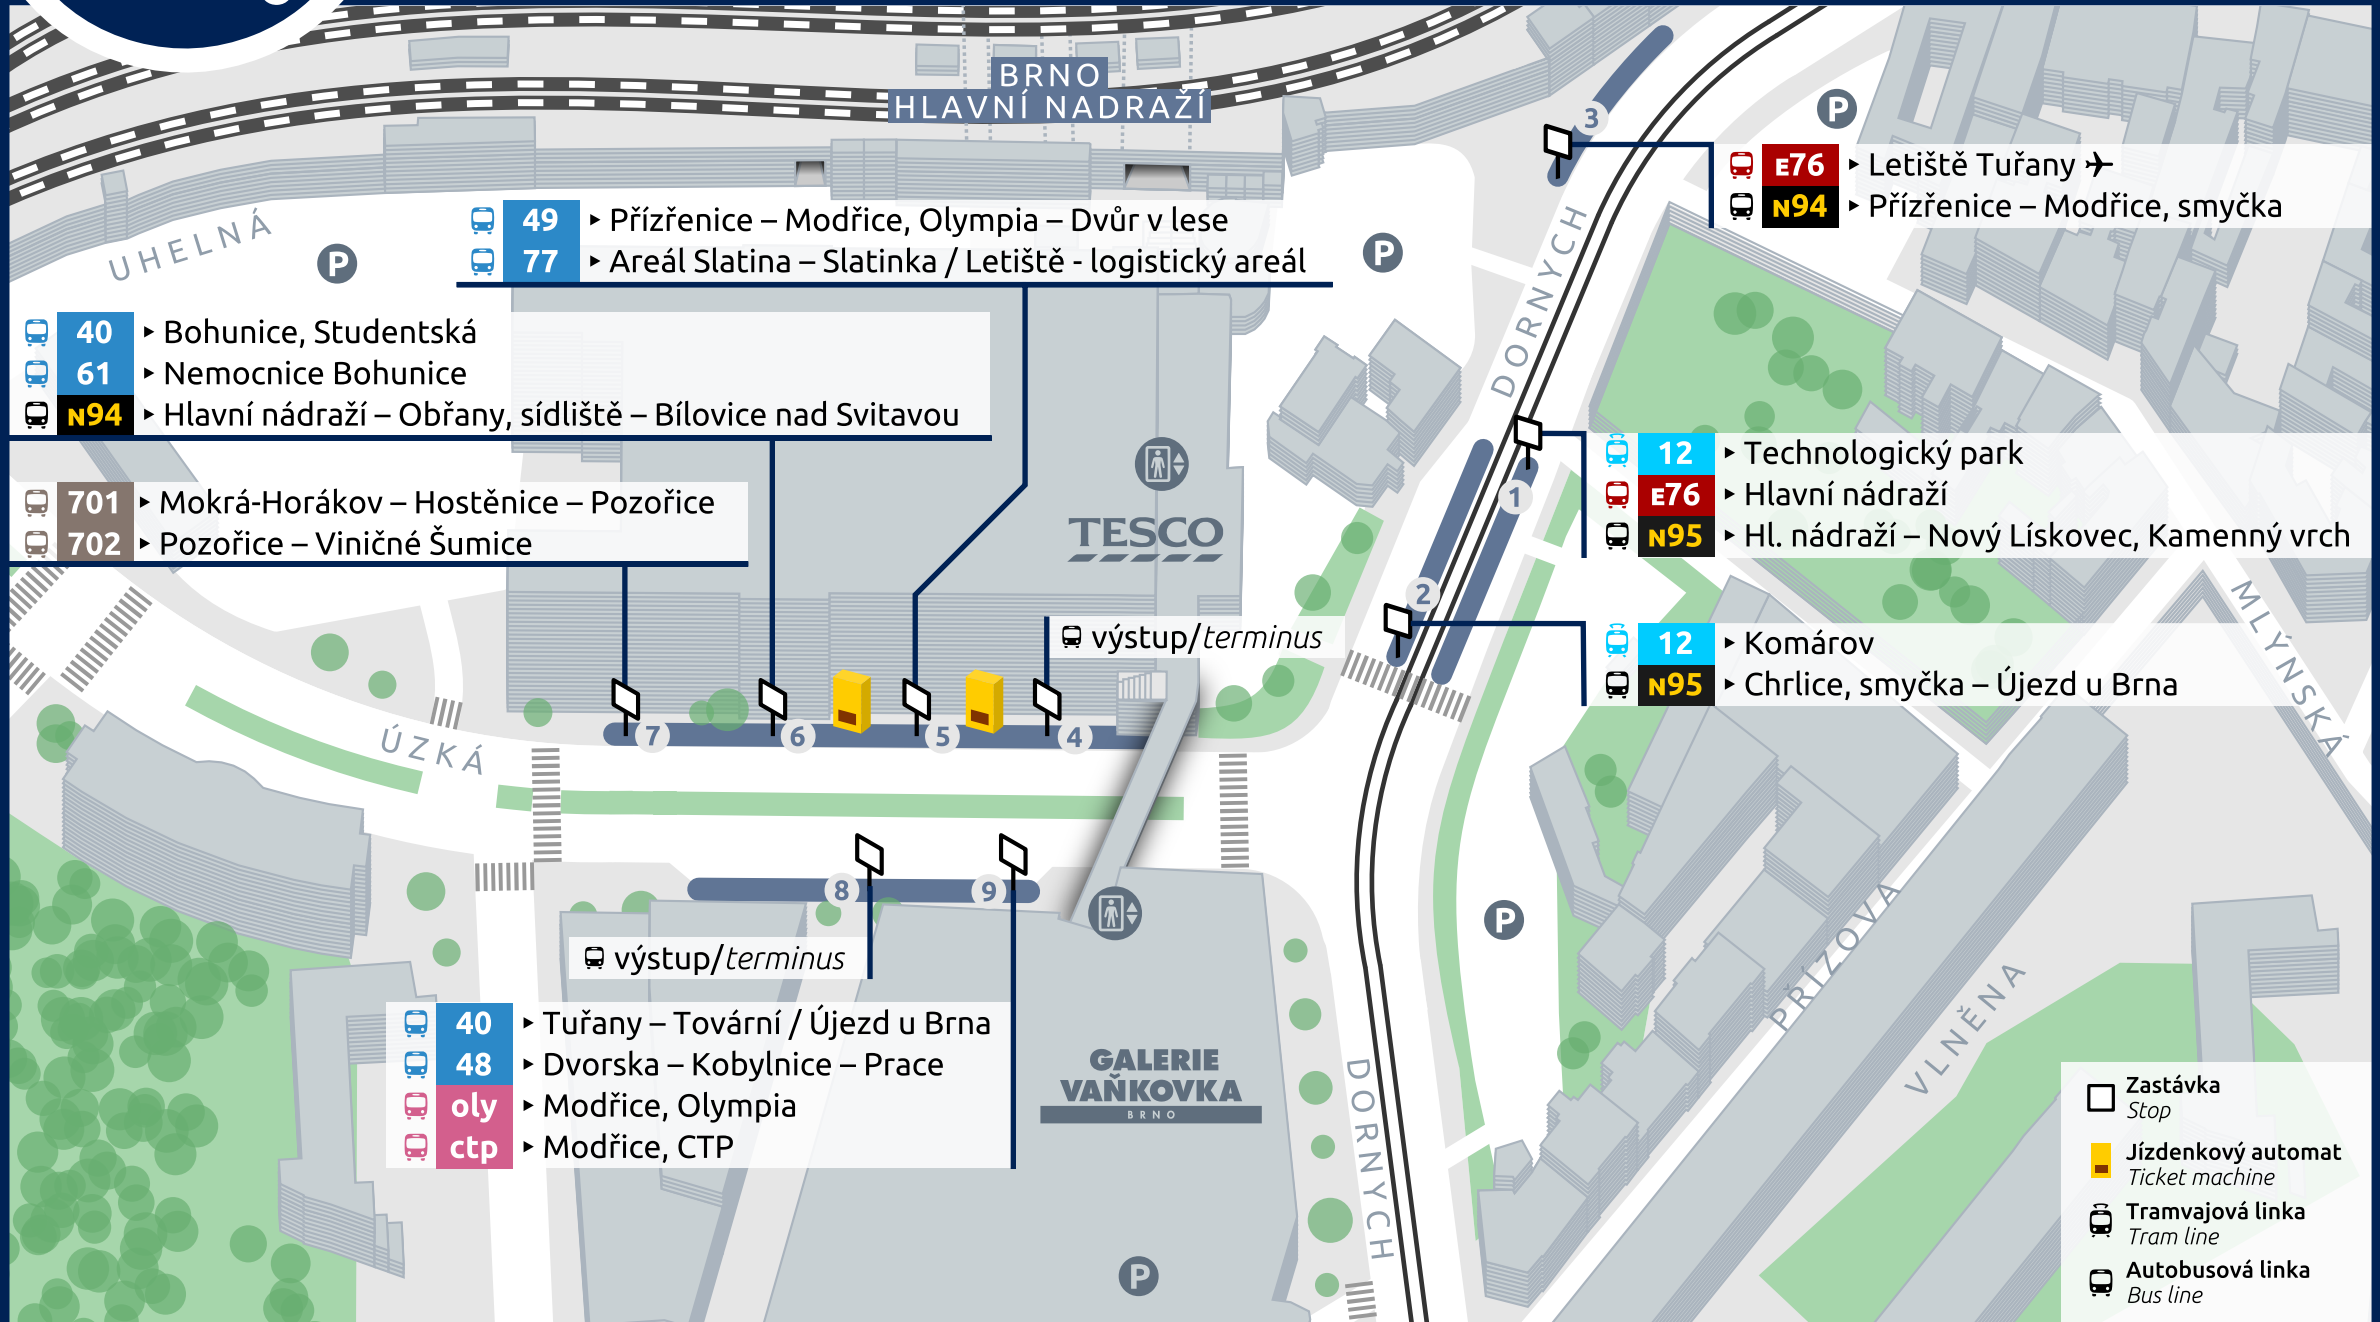 BRNO
HLAVNÍ NADRAŽÍ
3
P
E76 ▸ Letiště Tuřany
N94 ▸ Přízřenice – Modřice, smyčka
UHELNÁ
P
49 ▸ Přízřenice – Modřice, Olympia – Dvůr v lese
77 ▸ Areál Slatina – Slatinka / Letiště - logistický areál
P
DORNYCH
40 ▸ Bohunice, Studentská
61 ▸ Nemocnice Bohunice
N94 ▸ Hlavní nádraží – Obřany, sídliště – Bílovice nad Svitavou
701 ▸ Mokrá-Horákov – Hostěnice – Pozořice
702 ▸ Pozořice – Viničné Šumice
TESCO
1
12 ▸ Technologický park
E76 ▸ Hlavní nádraží
N95 ▸ Hl. nádraží – Nový Lískovec, Kamenný vrch
2
12 ▸ Komárov
N95 ▸ Chrlice, smyčka – Újezd u Brna
MLÝNSKÁ
výstup/terminus
7
6
5
4
ÚZKÁ
8
9
výstup/terminus
40 ▸ Tuřany – Tovární / Újezd u Brna
48 ▸ Dvorska – Kobylnice – Prace
oly ▸ Modřice, Olympia
ctp ▸ Modřice, CTP
GALERIE
VAŇKOVKA
BRNO
P
P
DORNYCH
PŘÍZOVA
VLNĚNA
Zastávka
Stop
Jízdenkový automat
Ticket machine
Tramvajová linka
Tram line
Autobusová linka
Bus line